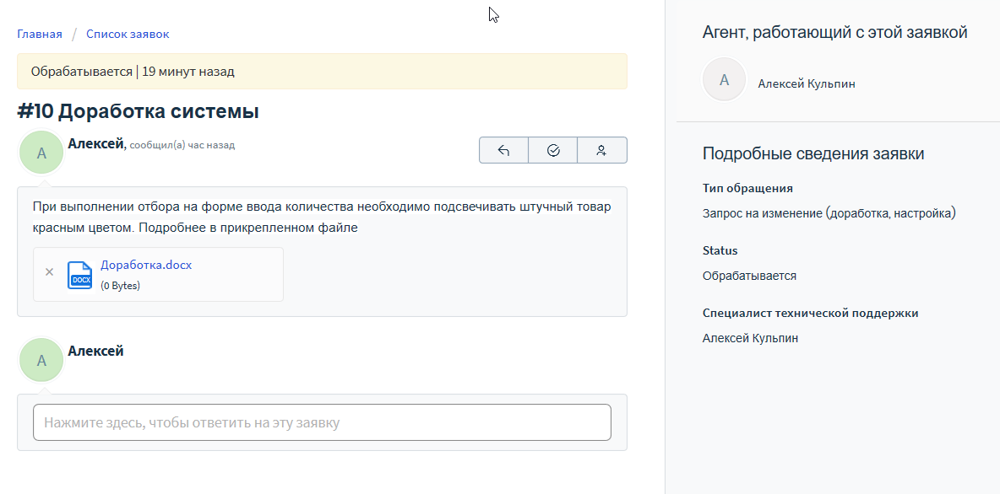 Главная / Список заявок
Обрабатывается | 19 минут назад
#10 Доработка системы
А
Алексей, сообщил(а) час назад
При выполнении отбора на форме ввода количества необходимо подсвечивать штучный товар
красным цветом. Подробнее в прикрепленном файле
DOCX
Доработка.docx
(0 Bytes)
А
Алексей
Нажмите здесь, чтобы ответить на эту заявку
Агент, работающий с этой заявкой
А
Алексей Кульпин
Подробные сведения заявки
Тип обращения
Запрос на изменение (доработка, настройка)
Status
Обрабатывается
Специалист технической поддержки
Алексей Кульпин